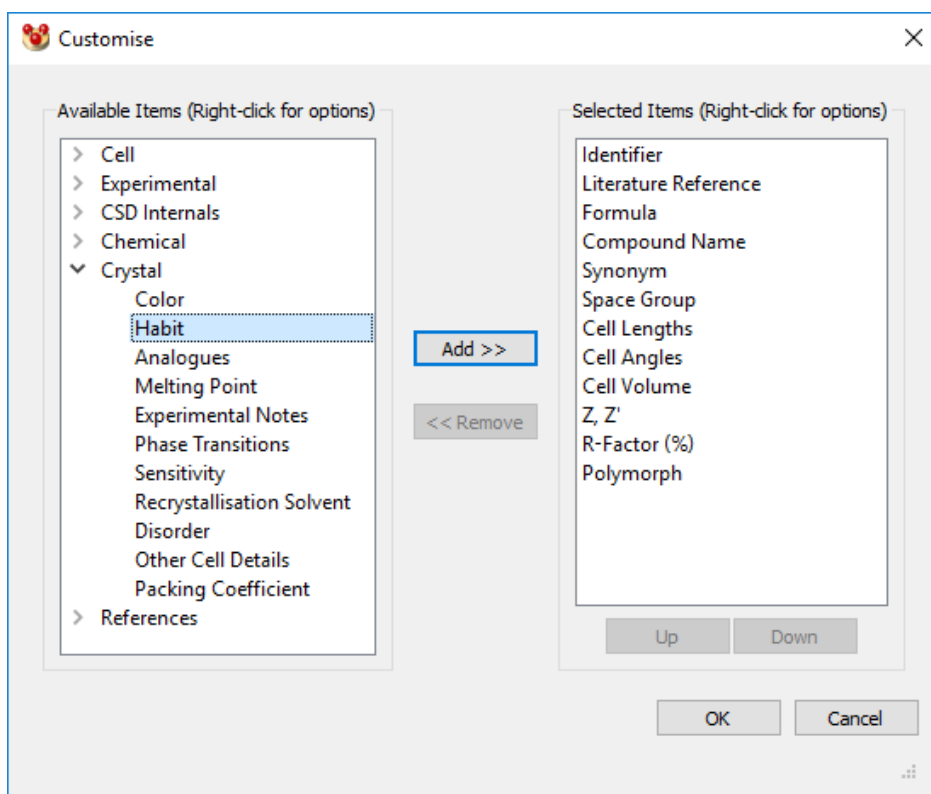 Customise
Available Items (Right-click for options)
Cell
Experimental
CSD Internals
Chemical
Crystal
Color
Habit
Analogues
Melting Point
Experimental Notes
Phase Transitions
Sensitivity
Recrystallisation Solvent
Disorder
Other Cell Details
Packing Coefficient
References
Add >>
<< Remove
Selected Items (Right-click for options)
Identifier
Literature Reference
Formula
Compound Name
Synonym
Space Group
Cell Lengths
Cell Angles
Cell Volume
Z, Z'
R-Factor (%)
Polymorph
Up
Down
OK
Cancel